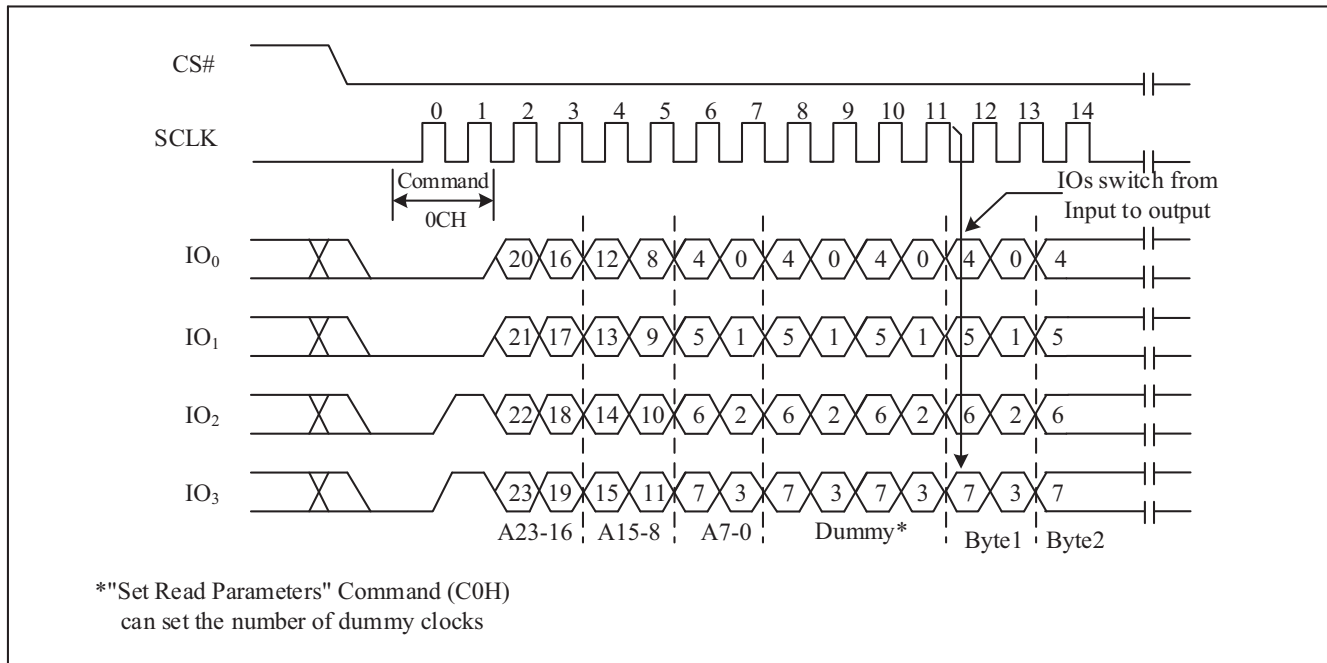 CS#
0 1 2 3 4 5 6 7 8 9 10 11 12 13 14
SCLK
Command
0CH
IOs switch from
Input to output
IO₀ 20 16 12 8 4 0 4 0 4 0 4 0 4
IO₁ 21 17 13 9 5 1 5 1 5 1 5 1 5
IO₂ 22 18 14 10 6 2 6 2 6 2 6 2 6
IO₃ 23 19 15 11 7 3 7 3 7 3 7 3 7
A23-16 A15-8 A7-0 Dummy* Byte1 Byte2
*"Set Read Parameters" Command (C0H)
can set the number of dummy clocks